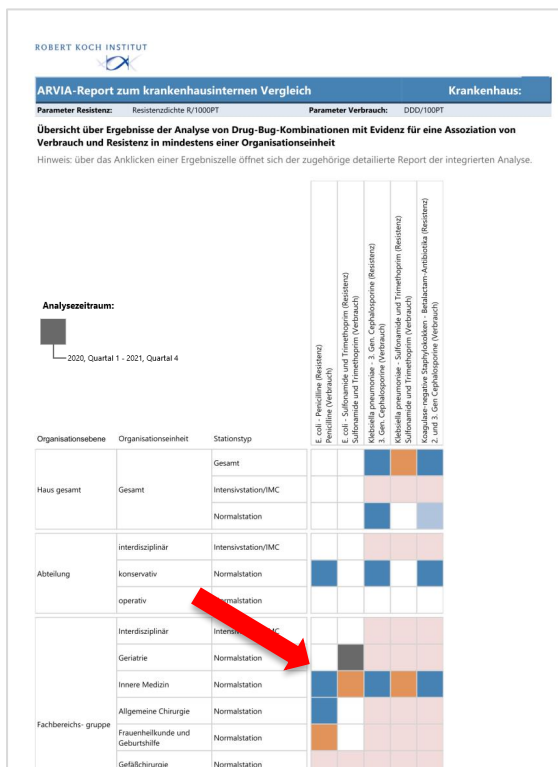 ROBERT KOCH INSTITUT
ARVIA-Report zum krankenhausinternen Vergleich
Krankenhaus:
Parameter Resistenz: Resistenzdichte R/1000PT
Parameter Verbrauch: DDD/100PT
Übersicht über Ergebnisse der Analyse von Drug-Bug-Kombinationen mit Evidenz für eine Assoziation von
Verbrauch und Resistenz in mindestens einer Organisationseinheit
Hinweis: über das Anklicken einer Ergebniszelle öffnet sich der zugehörige detailierte Report der integrierten Analyse.
Analysezeitraum:
2020, Quartal 1 - 2021, Quartal 4
Organisationsebene
Organisationseinheit
Stationstyp
E. coli - Penicilline (Resistenz)
Penicilline (Verbrauch)
E. coli - Sulfonamide und Trimethoprim (Resistenz)
Sulfonamide und Trimethoprim (Verbrauch)
Klebsiella pneumoniae - 3. Gen. Cephalosporine (Resistenz)
3. Gen. Cephalosporine (Verbrauch)
Klebsiella pneumoniae - Sulfonamide und Trimethoprim (Resistenz)
Sulfonamide und Trimethoprim (Verbrauch)
Koagulase-negative Staphylokokken - Betalactam-Antibiotika (Resistenz)
2. und 3. Gen Cephalosporine (Verbrauch)
Haus gesamt
Gesamt
Gesamt
Intensivstation/IMC
Normalstation
Abteilung
interdisziplinär
Intensivstation/IMC
konservativ
Normalstation
operativ
Normalstation
Fachbereichs- gruppe
Interdisziplinär
Geriatrie
Normalstation
Innere Medizin
Normalstation
Allgemeine Chirurgie
Normalstation
Frauenheilkunde und
Geburtshilfe
Normalstation
Gefäßchirurgie
Normalstation